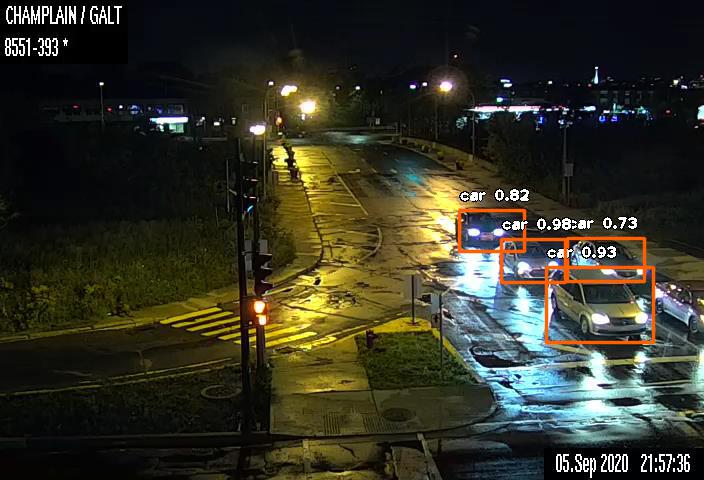 CHAMPLAIN / GALT
8551-393 *
car 0.82
car 0.98
car 0.73
car 0.93
05.Sep 2020 21:57:36